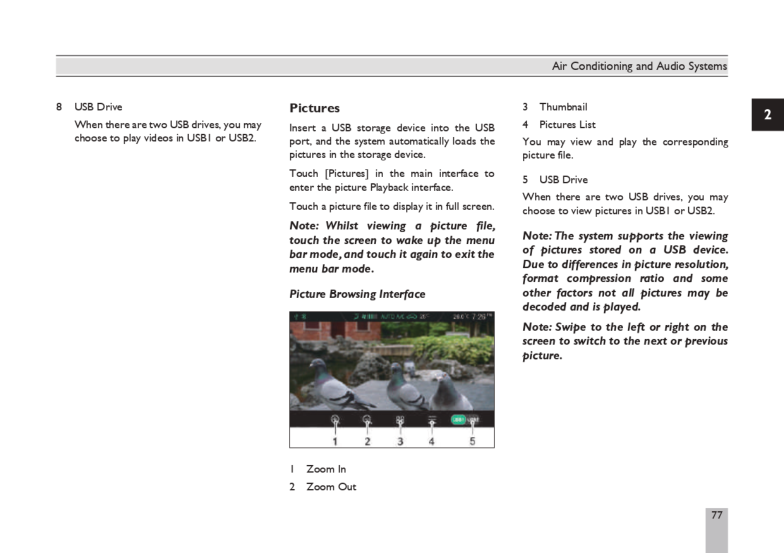 Air Conditioning and Audio Systems
2
8 USB Drive
When there are two USB drives, you may
choose to play videos in USB1 or USB2.
Pictures
Insert a USB storage device into the USB
port, and the system automatically loads the
pictures in the storage device.
Touch [Pictures] in the main interface to
enter the picture Playback interface.
Touch a picture file to display it in full screen.
Note: Whilst viewing a picture file,
touch the screen to wake up the menu
bar mode, and touch it again to exit the
menu bar mode.
Picture Browsing Interface
1 2 3 4 5
1 Zoom In
2 Zoom Out
3 Thumbnail
4 Pictures List
You may view and play the corresponding
picture file.
5 USB Drive
When there are two USB drives, you may
choose to view pictures in USB1 or USB2.
Note: The system supports the viewing
of pictures stored on a USB device.
Due to differences in picture resolution,
format compression ratio and some
other factors not all pictures may be
decoded and is played.
Note: Swipe to the left or right on the
screen to switch to the next or previous
picture.
77